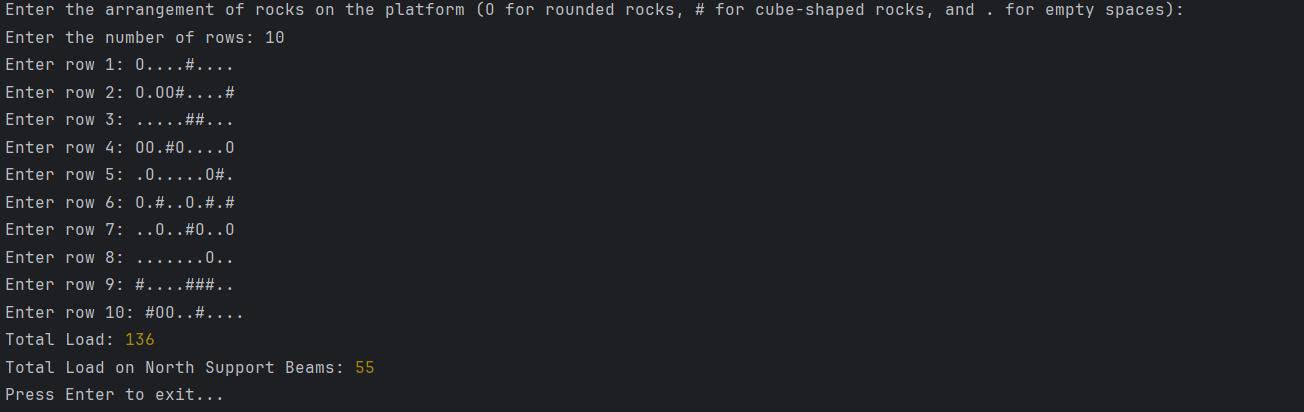 Enter the arrangement of rocks on the platform (O for rounded rocks, # for cube-shaped rocks, and . for empty spaces):
Enter the number of rows: 10
Enter row 1: O....#....
Enter row 2: O.OO#....#
Enter row 3: .....##...
Enter row 4: OO.#O....O
Enter row 5: .O.....O#.
Enter row 6: O.#..O.#.#
Enter row 7: ..O..#O..O
Enter row 8: .......O..
Enter row 9: #....###..
Enter row 10: #OO..#....
Total Load: 136
Total Load on North Support Beams: 55
Press Enter to exit...